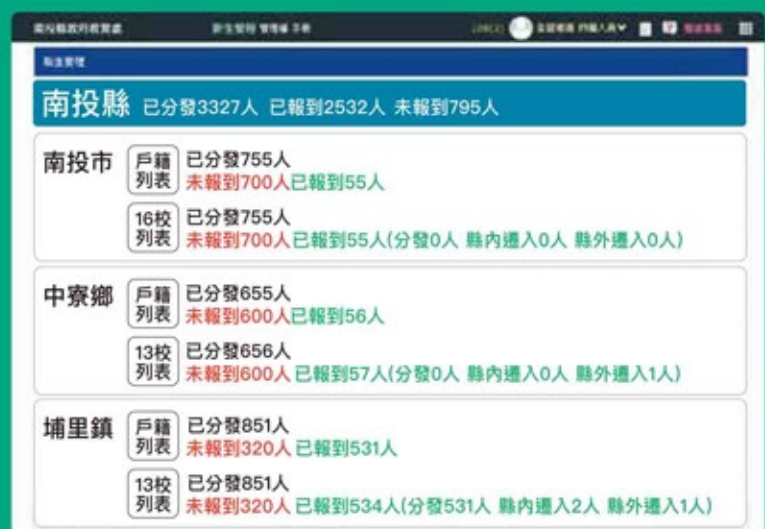 南投縣政府教育處
新生管理
南投縣 已分發3327人 已報到2532人 未報到795人
南投市
戶籍
列表
已分發755人
未報到700人已報到55人
16校
列表
已分發755人
未報到700人已報到55人(分發0人 縣內遷入0人 縣外遷入0人)
中寮鄉
戶籍
列表
已分發655人
未報到600人已報到56人
13校
列表
已分發656人
未報到600人已報到57人(分發0人 縣內遷入0人 縣外遷入1人)
埔里鎮
戶籍
列表
已分發851人
未報到320人已報到531人
13校
列表
已分發851人
未報到320人已報到534人(分發531人 縣內遷入2人 縣外遷入1人)